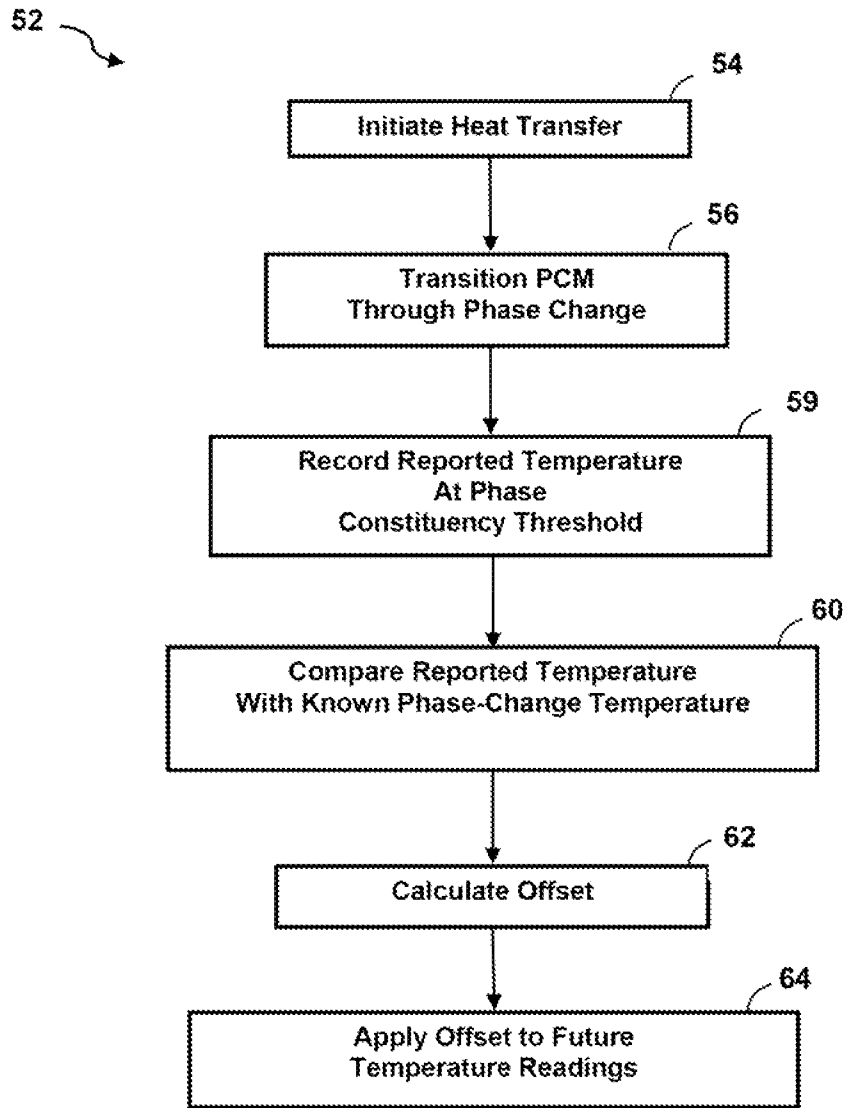 52
54
Initiate Heat Transfer
56
Transition PCM
Through Phase Change
59
Record Reported Temperature
At Phase
Constituency Threshold
60
Compare Reported Temperature
With Known Phase-Change Temperature
62
Calculate Offset
64
Apply Offset to Future
Temperature Readings